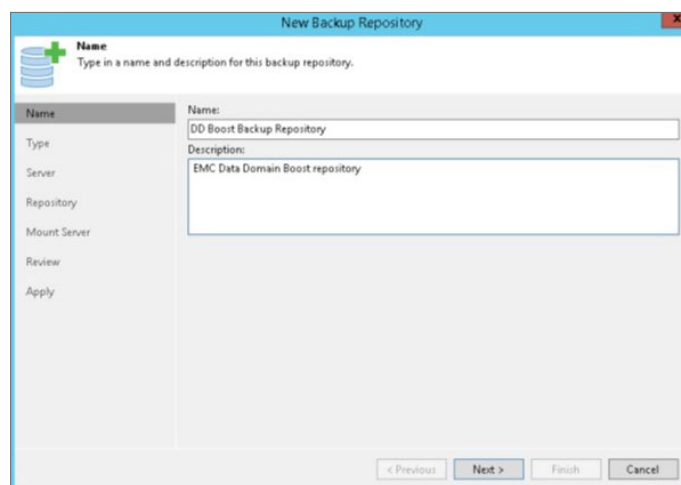 New Backup Repository
x
Name
Type in a name and description for this backup repository.
Name
Type
Server
Repository
Mount Server
Review
Apply
Name:
DD Boost Backup Repository
Description:
EMC Data Domain Boost repository
< Previous
Next >
Finish
Cancel